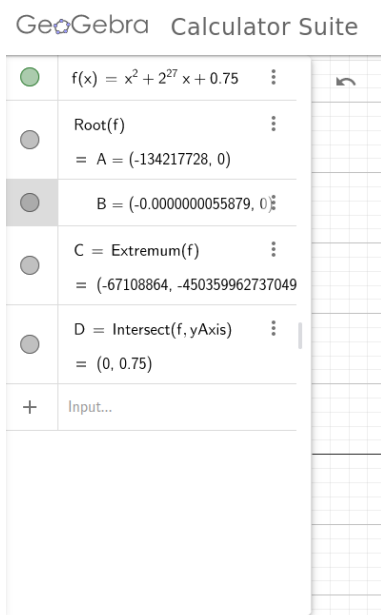 GeoGebra Calculator Suite
f(x) = x² + 2²⁷ x + 0.75
Root(f)
= A = (-134217728, 0)
B = (-0.0000000055879, 0)
C = Extremum(f)
= (-67108864, -450359962737049
D = Intersect(f, yAxis)
= (0, 0.75)
+ Input...